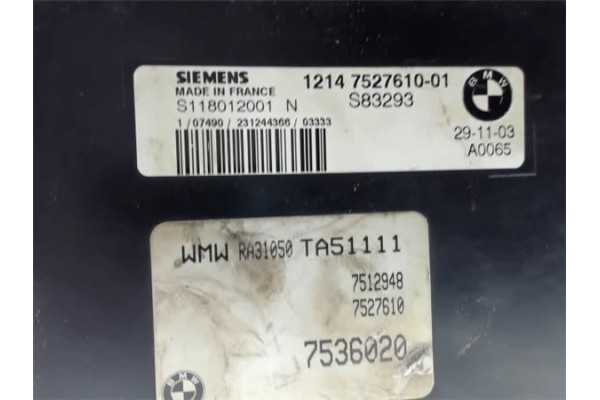 SIEMENS 1214 7527610-01
MADE IN FRANCE
S118012001 N S83293
1 / 07490 / 231244366 / 03333
BMW
29-11-03
A0065
WMW RA31050 TA51111
7512948
7527610
7536020
BMW